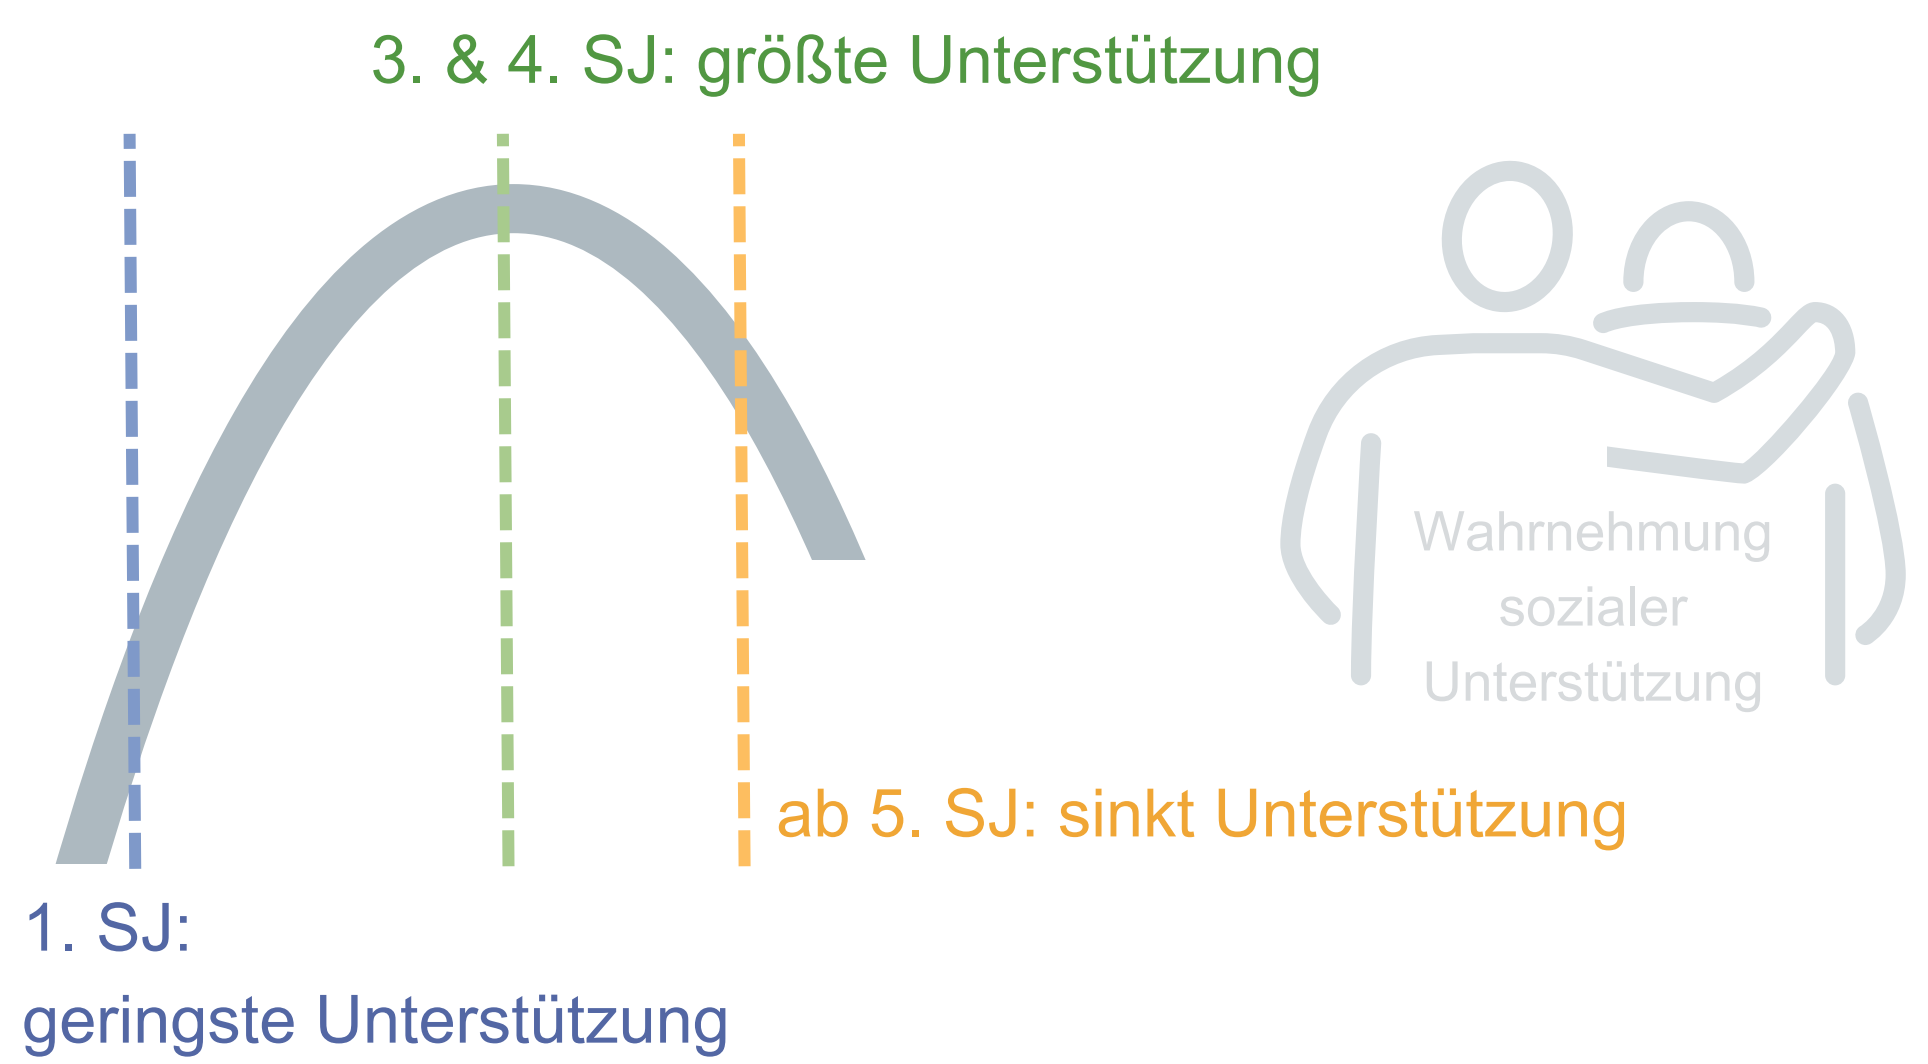 3. & 4. SJ: größte Unterstützung
Wahrnehmung
sozialer
Unterstützung
ab 5. SJ: sinkt Unterstützung
1. SJ:
geringste Unterstützung